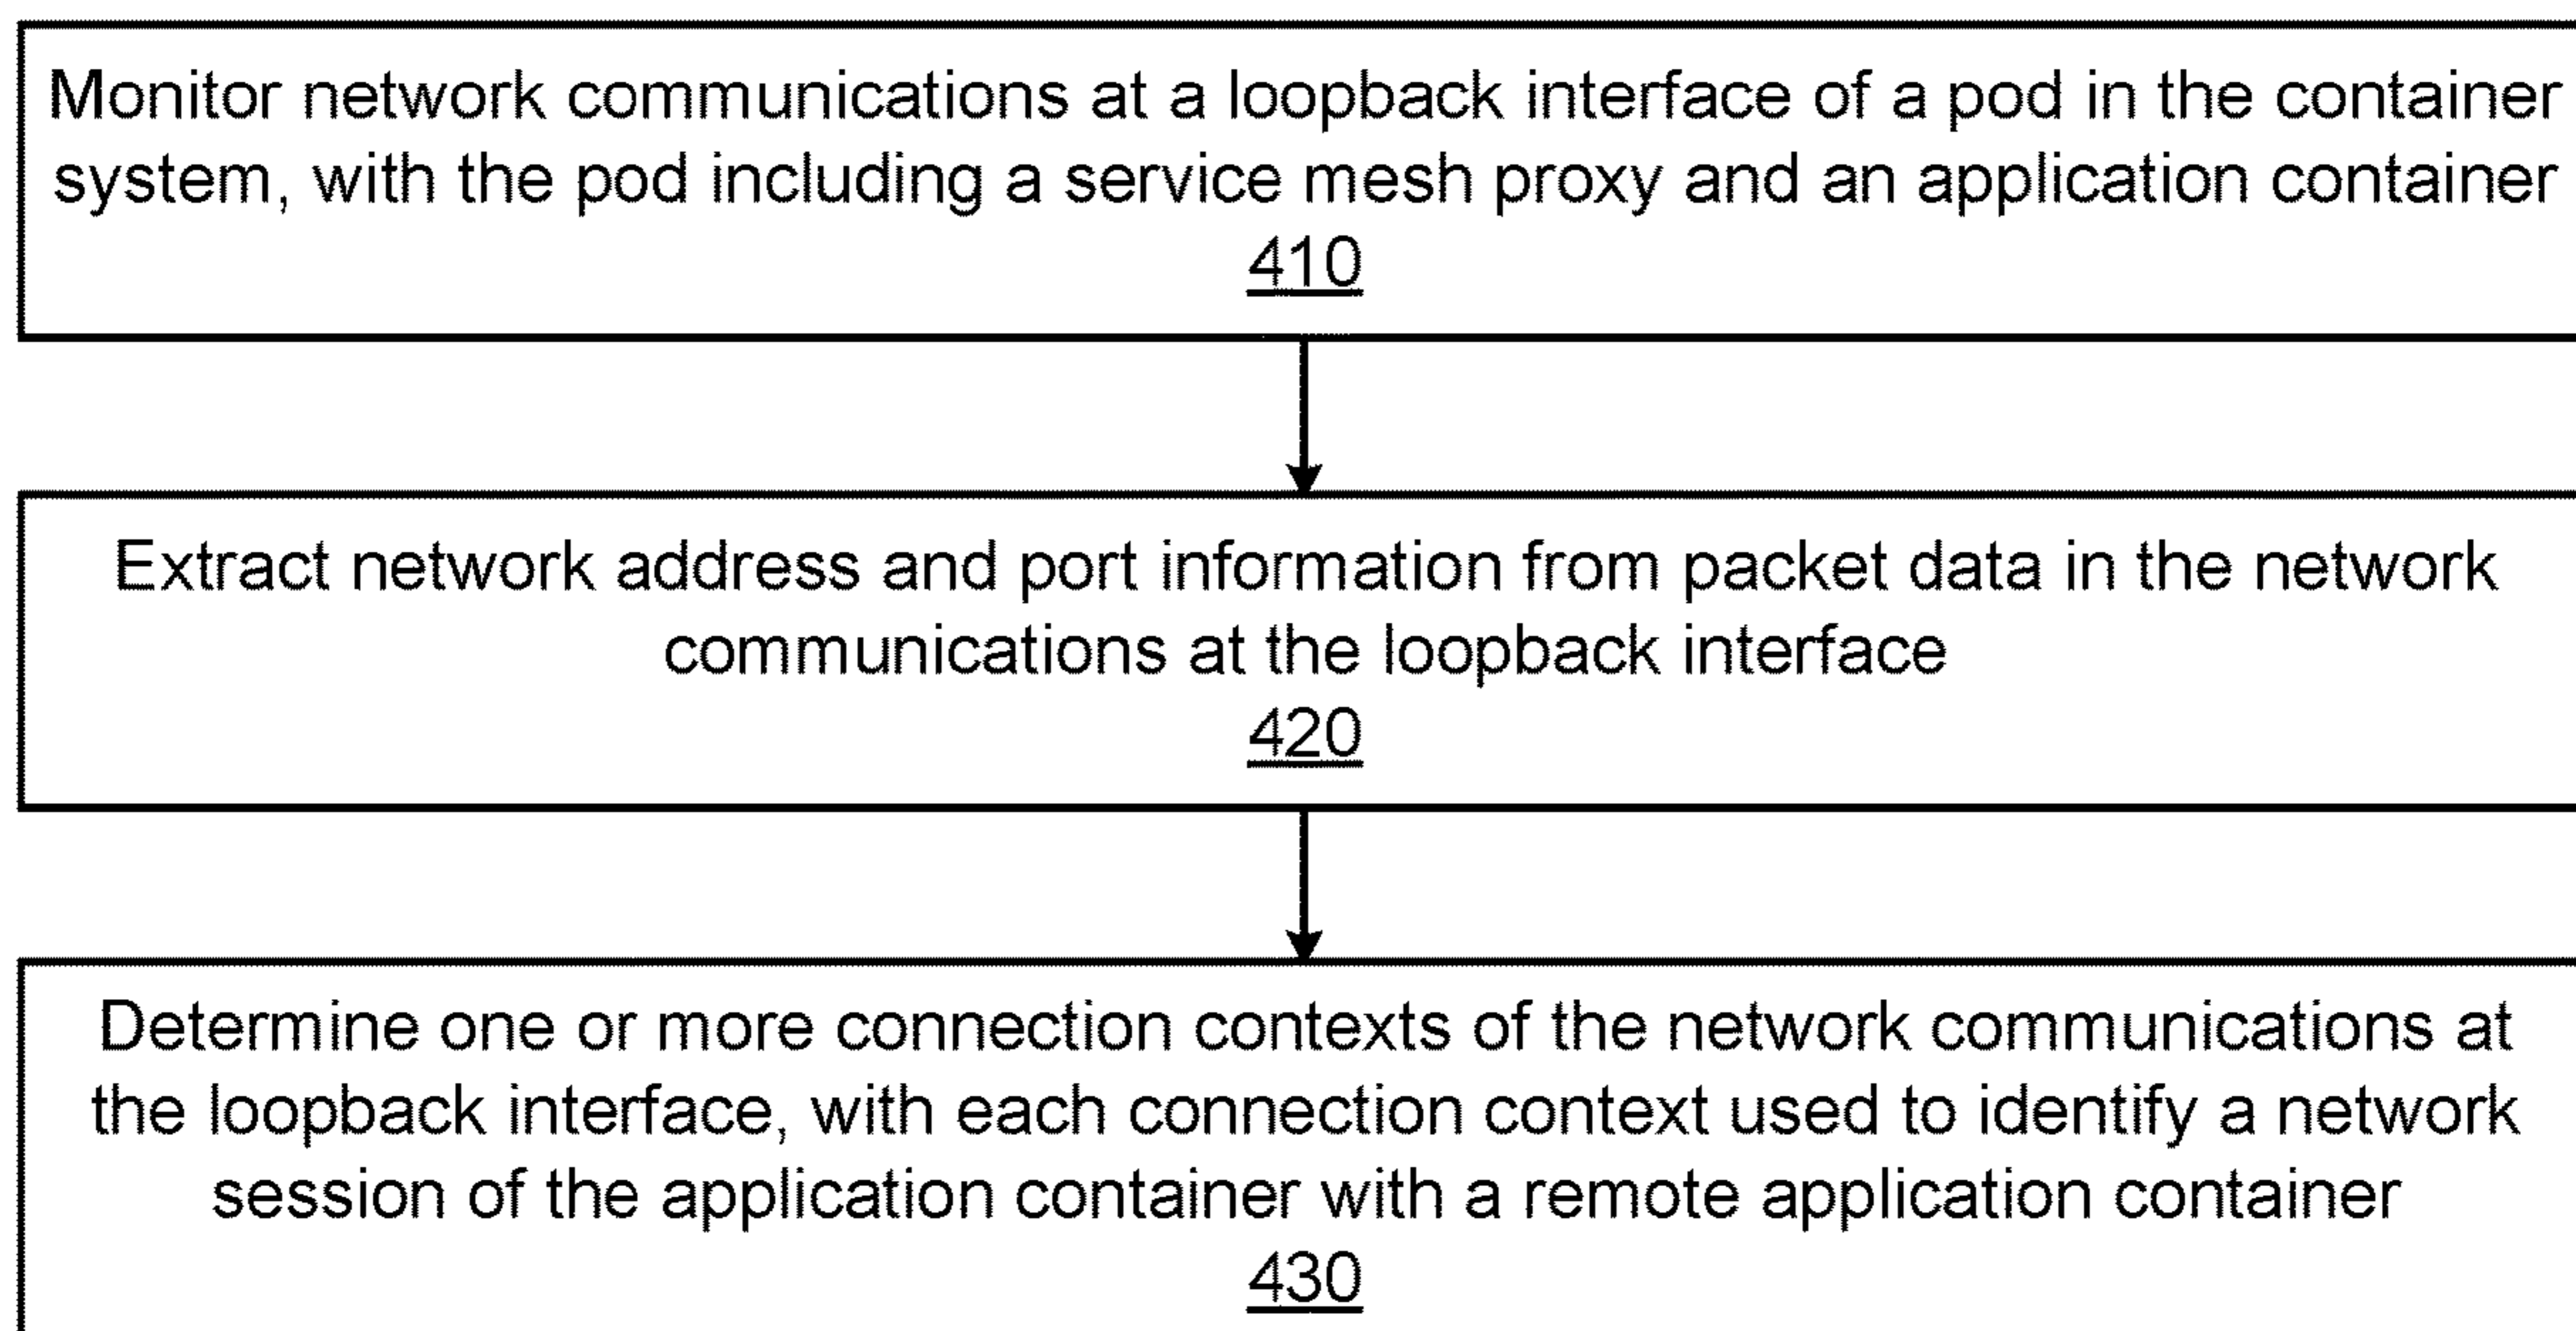 Monitor network communications at a loopback interface of a pod in the container
system, with the pod including a service mesh proxy and an application container
410
Extract network address and port information from packet data in the network
communications at the loopback interface
420
Determine one or more connection contexts of the network communications at
the loopback interface, with each connection context used to identify a network
session of the application container with a remote application container
430